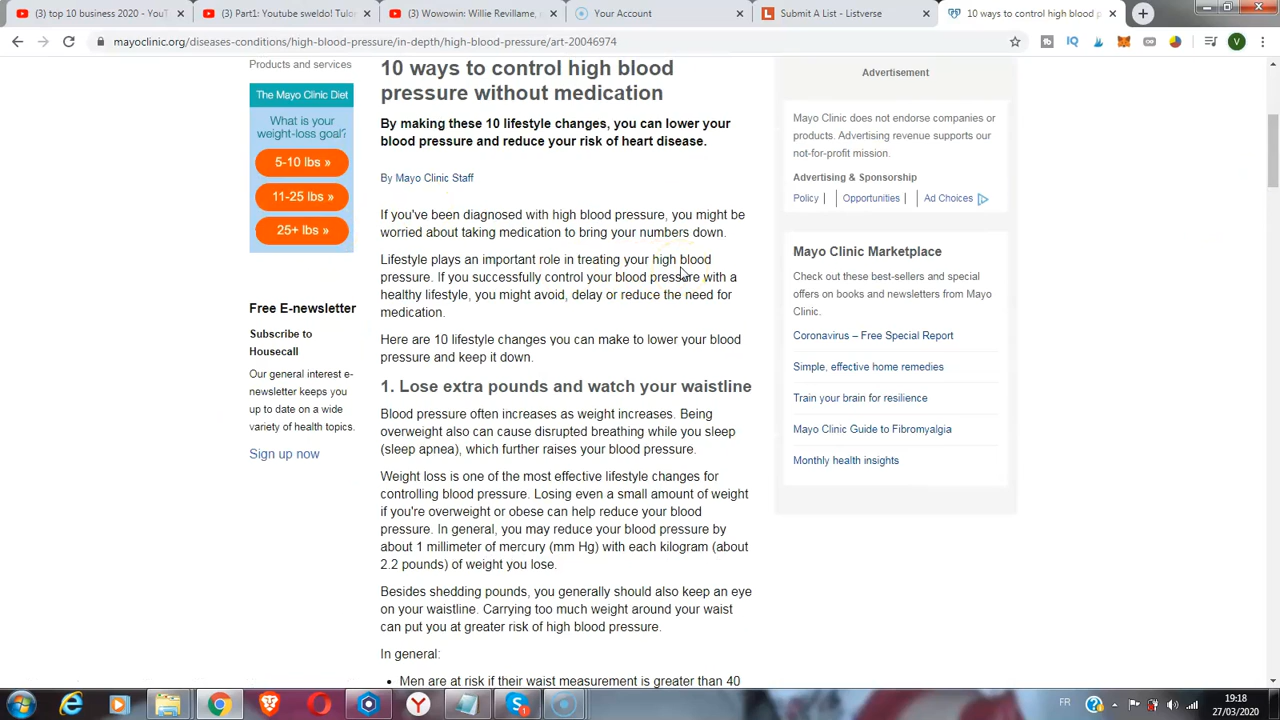 (3) top 10 business 2020 - YouT
(3) Part1: Youtube sweldo! Tutor
(3) Wowowin: Willie Revillame,
Your Account
Submit A List - Listverse
10 ways to control high blood p
mayoclinic.org/diseases-conditions/high-blood-pressure/in-depth/high-blood-pressure/art-20046974
IQ
V
Products and services
The Mayo Clinic Diet
What is your
weight-loss goal?
5-10 lbs »
11-25 lbs »
25+ lbs »
Free E-newsletter
Subscribe to
Housecall
Our general interest e-
newsletter keeps you
up to date on a wide
variety of health topics.
Sign up now
10 ways to control high blood
pressure without medication
By making these 10 lifestyle changes, you can lower your
blood pressure and reduce your risk of heart disease.
By Mayo Clinic Staff
If you've been diagnosed with high blood pressure, you might be
worried about taking medication to bring your numbers down.
Lifestyle plays an important role in treating your high blood
pressure. If you successfully control your blood pressure with a
healthy lifestyle, you might avoid, delay or reduce the need for
medication.
Here are 10 lifestyle changes you can make to lower your blood
pressure and keep it down.
1. Lose extra pounds and watch your waistline
Blood pressure often increases as weight increases. Being
overweight also can cause disrupted breathing while you sleep
(sleep apnea), which further raises your blood pressure.
Weight loss is one of the most effective lifestyle changes for
controlling blood pressure. Losing even a small amount of weight
if you're overweight or obese can help reduce your blood
pressure. In general, you may reduce your blood pressure by
about 1 millimeter of mercury (mm Hg) with each kilogram (about
2.2 pounds) of weight you lose.
Besides shedding pounds, you generally should also keep an eye
on your waistline. Carrying too much weight around your waist
can put you at greater risk of high blood pressure.
In general:
• Men are at risk if their waist measurement is greater than 40
Advertisement
Mayo Clinic does not endorse companies or
products. Advertising revenue supports our
not-for-profit mission.
Advertising & Sponsorship
Policy | Opportunities | Ad Choices
Mayo Clinic Marketplace
Check out these best-sellers and special
offers on books and newsletters from Mayo
Clinic.
Coronavirus – Free Special Report
Simple, effective home remedies
Train your brain for resilience
Mayo Clinic Guide to Fibromyalgia
Monthly health insights
FR
19:18
27/03/2020